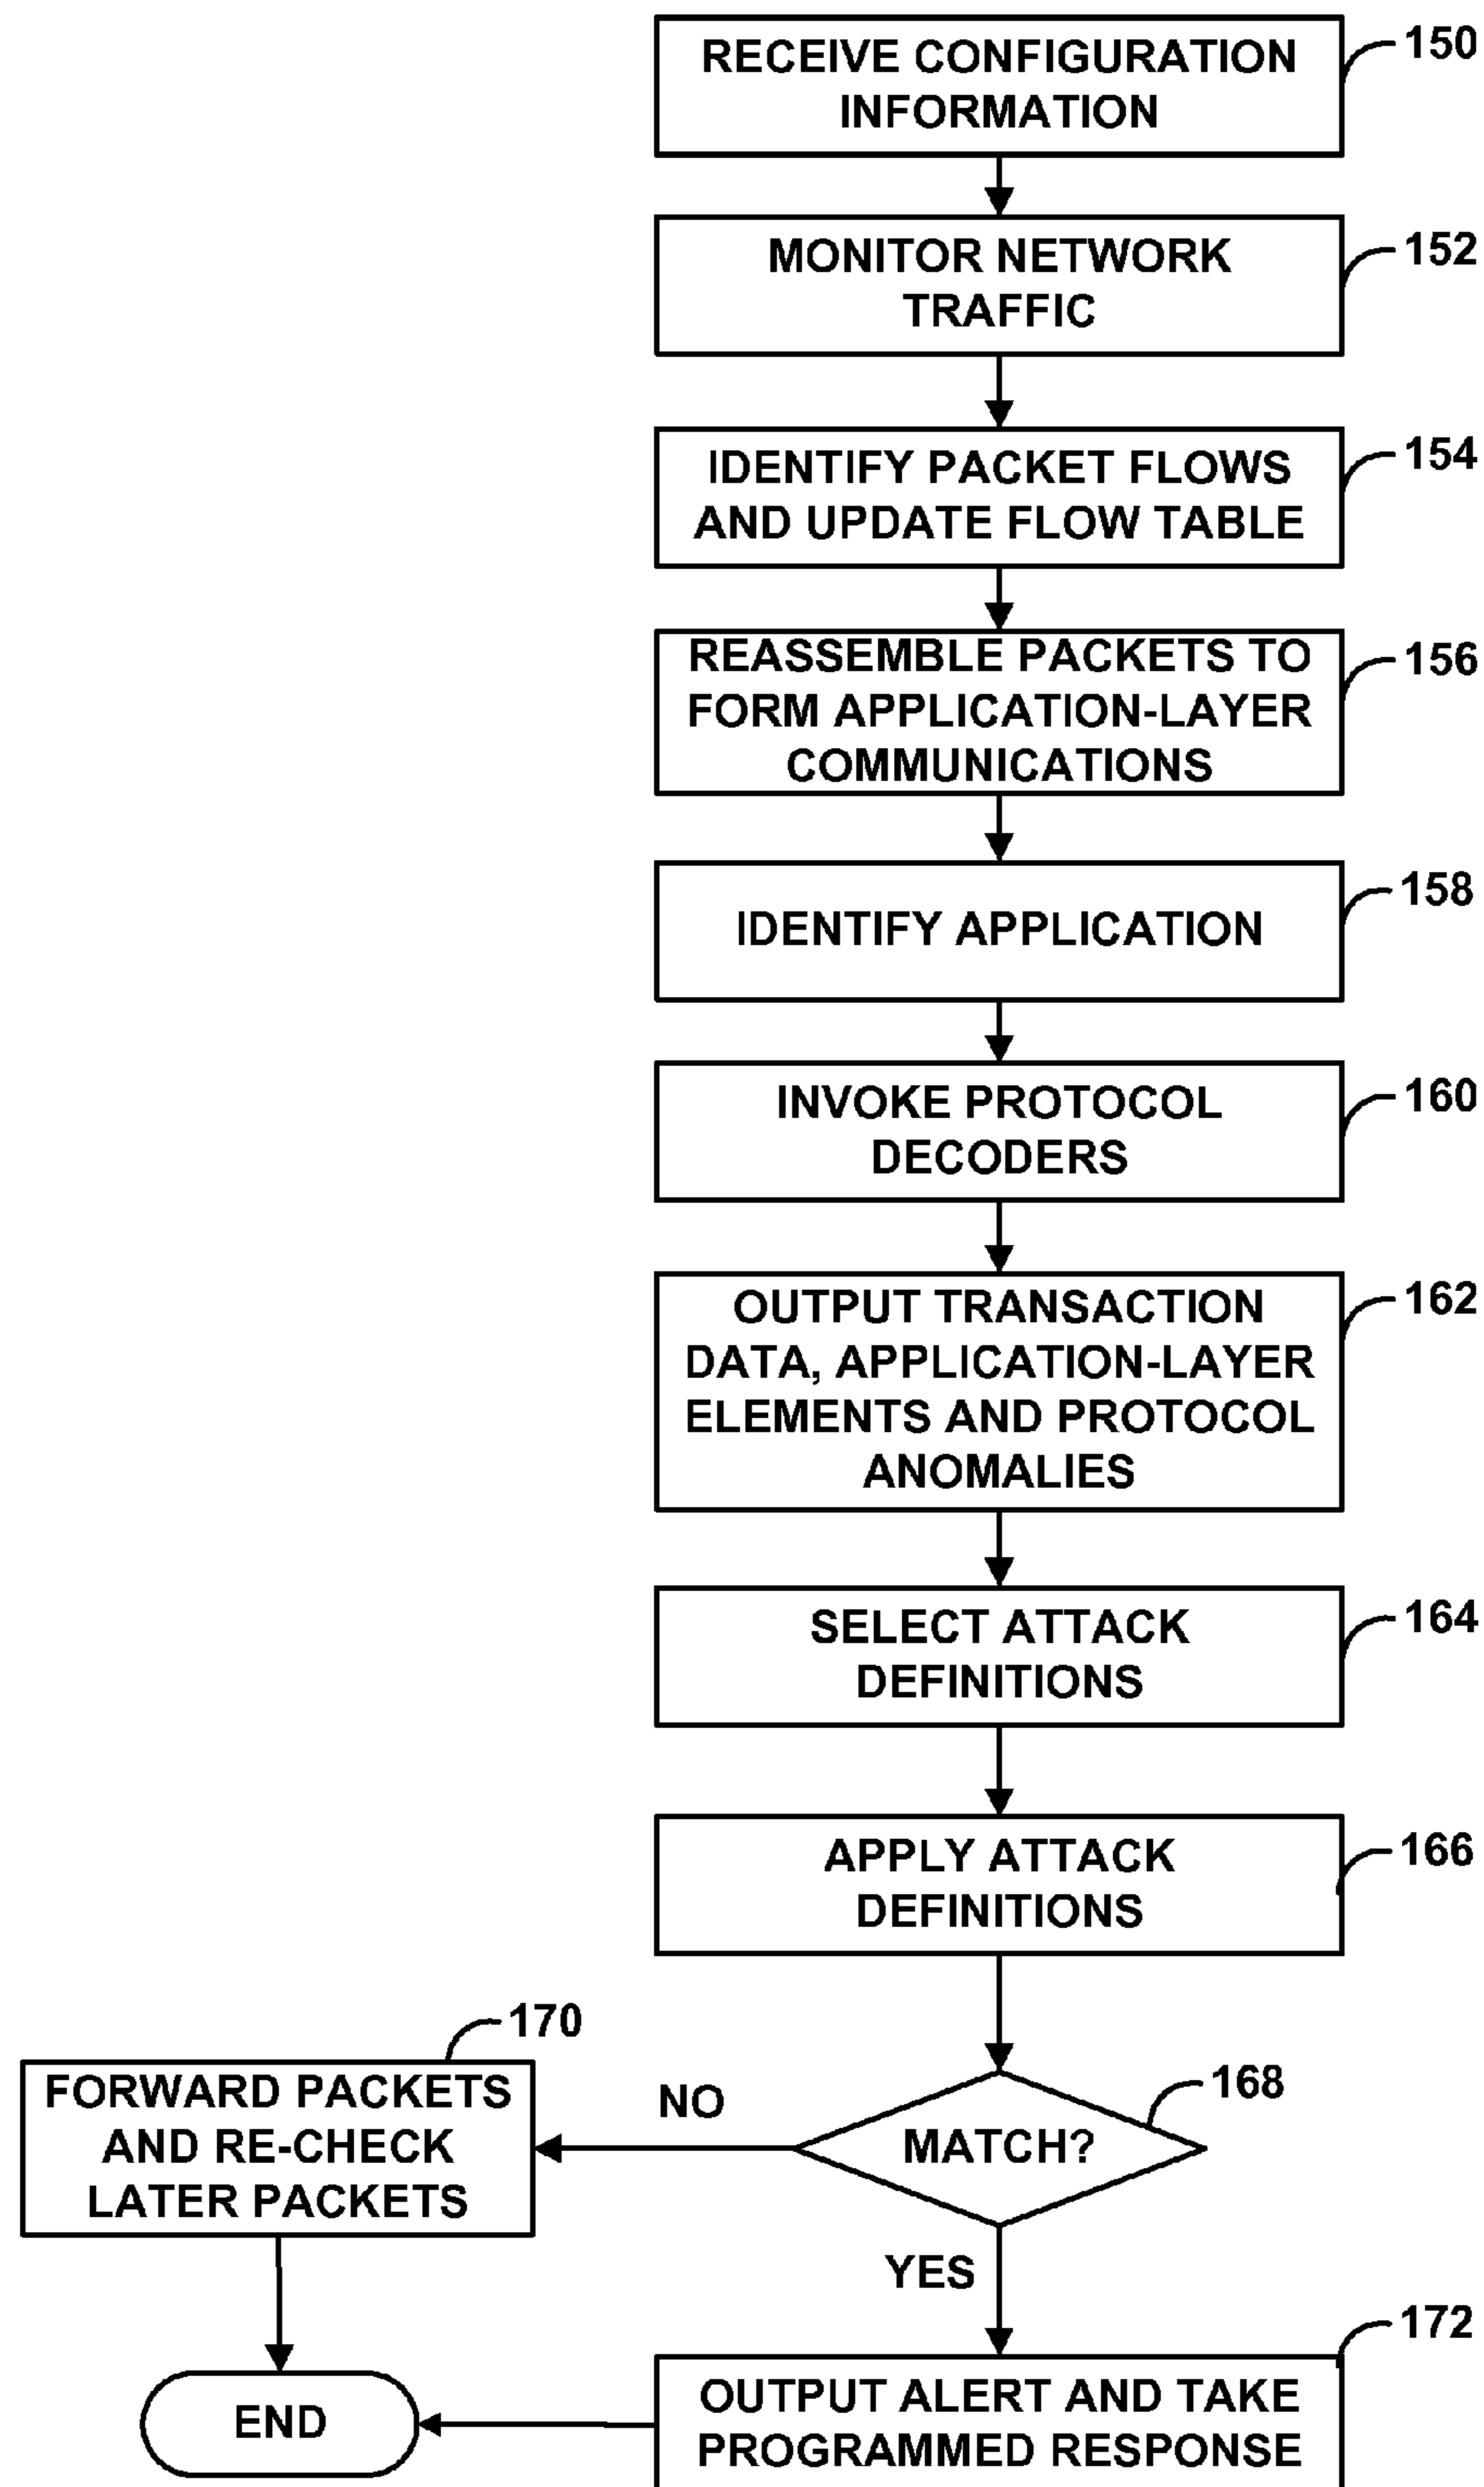 RECEIVE CONFIGURATION
INFORMATION
150
MONITOR NETWORK
TRAFFIC
152
IDENTIFY PACKET FLOWS
AND UPDATE FLOW TABLE
154
REASSEMBLE PACKETS TO
FORM APPLICATION-LAYER
COMMUNICATIONS
156
IDENTIFY APPLICATION
158
INVOKE PROTOCOL
DECODERS
160
OUTPUT TRANSACTION
DATA, APPLICATION-LAYER
ELEMENTS AND PROTOCOL
ANOMALIES
162
SELECT ATTACK
DEFINITIONS
164
APPLY ATTACK
DEFINITIONS
166
170
FORWARD PACKETS
AND RE-CHECK
LATER PACKETS
NO
MATCH?
168
YES
172
END
OUTPUT ALERT AND TAKE
PROGRAMMED RESPONSE